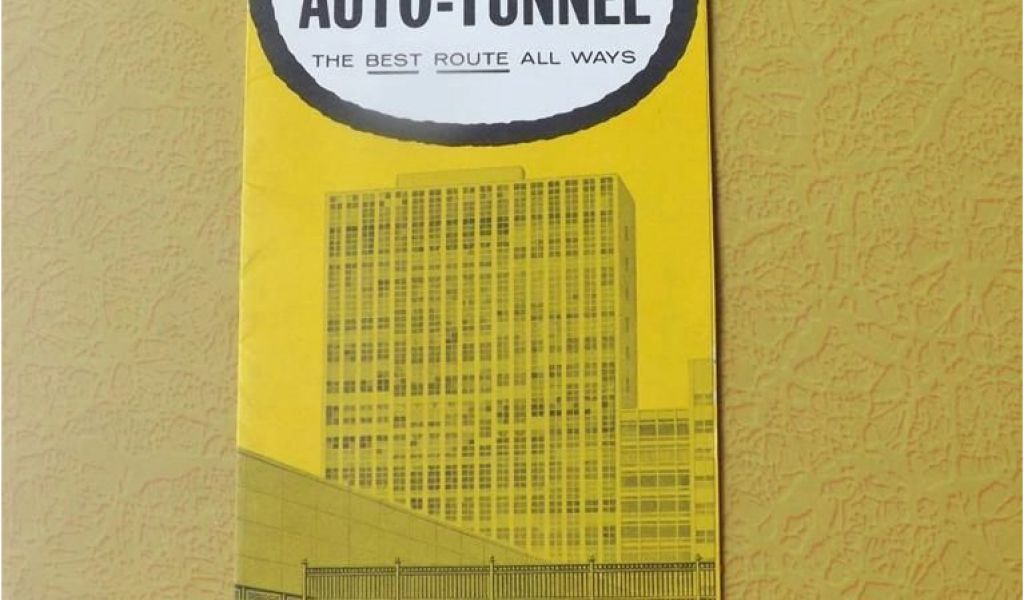 AUTO-TUNNEL
THE BEST ROUTE ALL WAYS